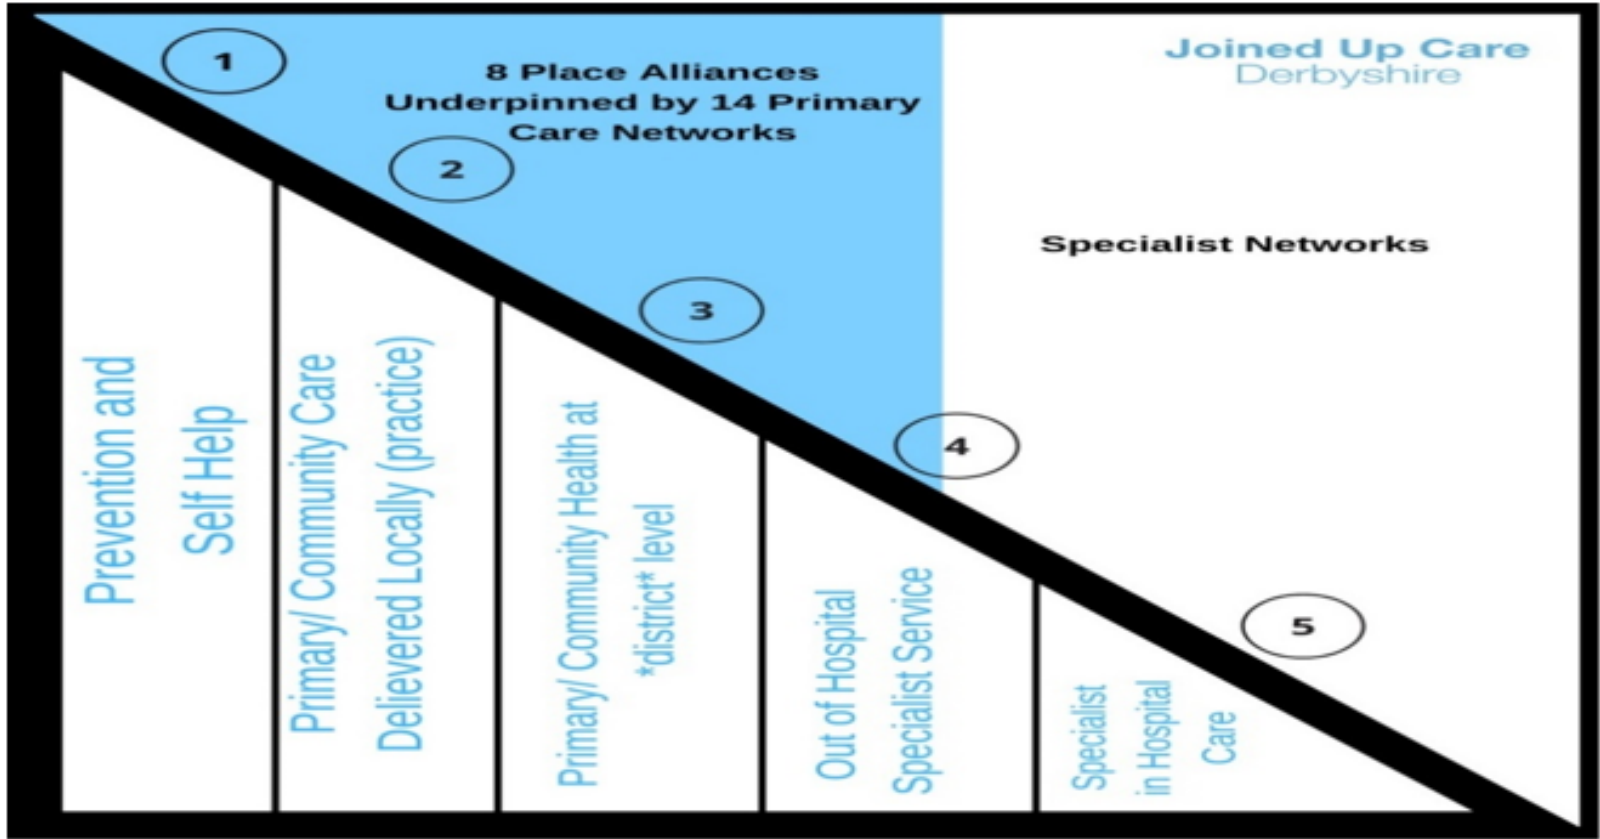 Joined Up Care
Derbyshire
1
8 Place Alliances
Underpinned by 14 Primary
Care Networks
2
Specialist Networks
3
4
5
Prevention and
Self Help
Primary/ Community Care
Delievered Locally (practice)
Primary/ Community Health at
*district* level
Out of Hospital
Specialist Service
Specialist
in Hospital
Care